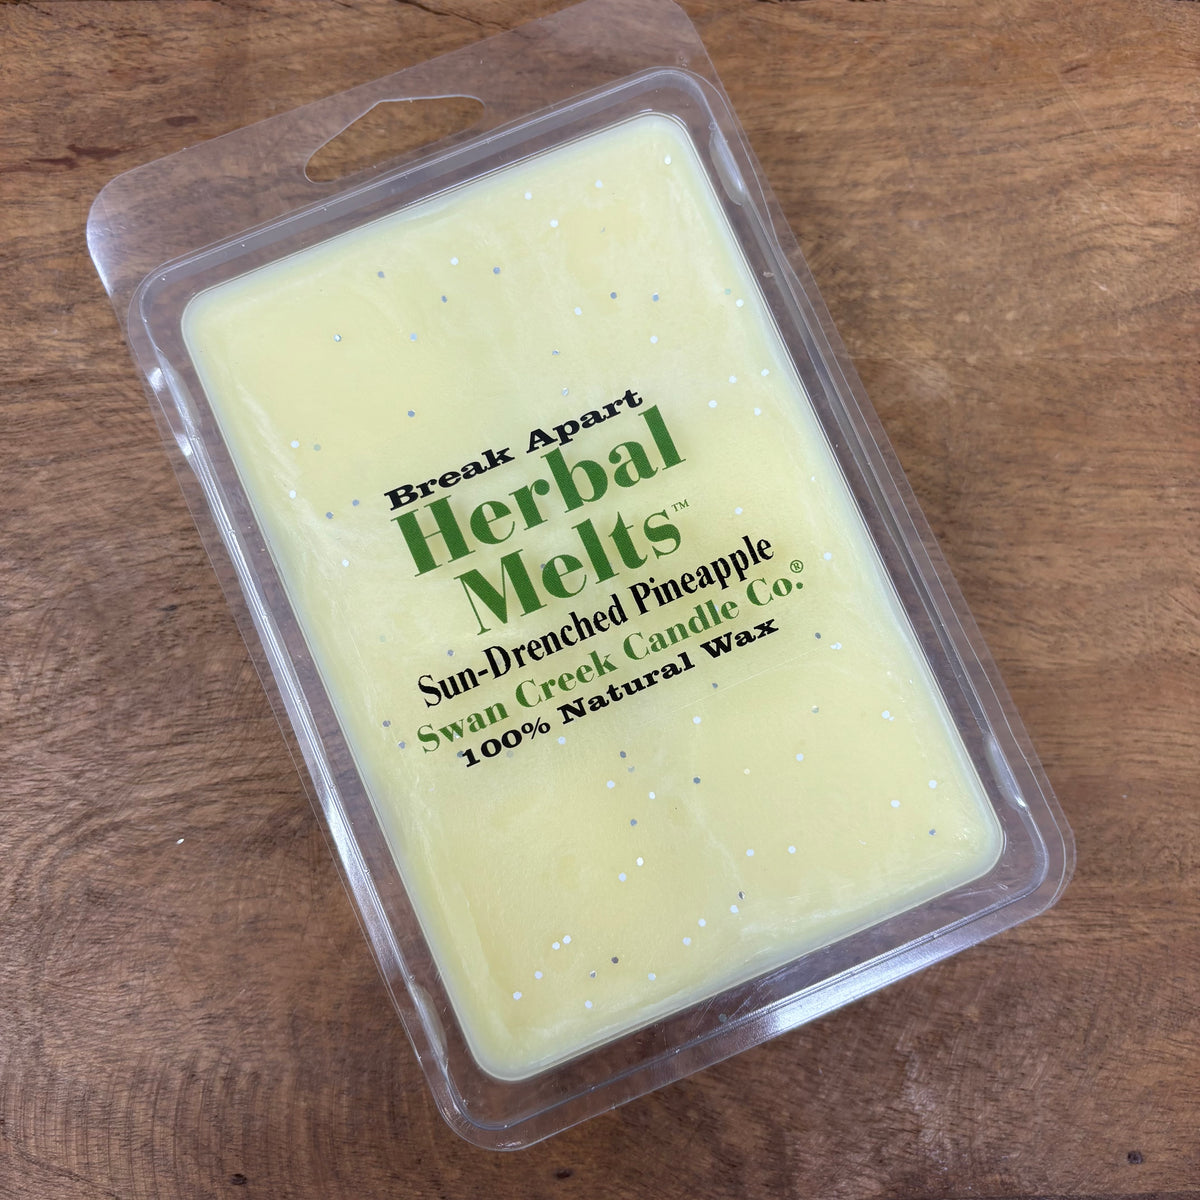 Break Apart
Herbal
Melts™
Sun-Drenched Pineapple
Swan Creek Candle Co.®
100% Natural Wax